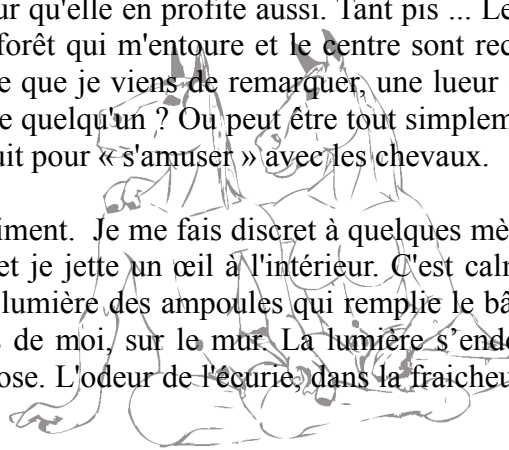 ur qu'elle en profite aussi. Tant pis ... Le
forêt qui m'entoure et le centre sont rec
e que je viens de remarquer, une lueur
e quelqu'un ? Ou peut être tout simplem
uit pour « s'amuser » avec les chevaux.
iment. Je me fais discret à quelques mè
et je jette un œil à l'intérieur. C'est calr
lumière des ampoules qui remplie le bâ
de moi, sur le mur. La lumière s’endo
ose. L'odeur de l'écurie, dans la fraicheu